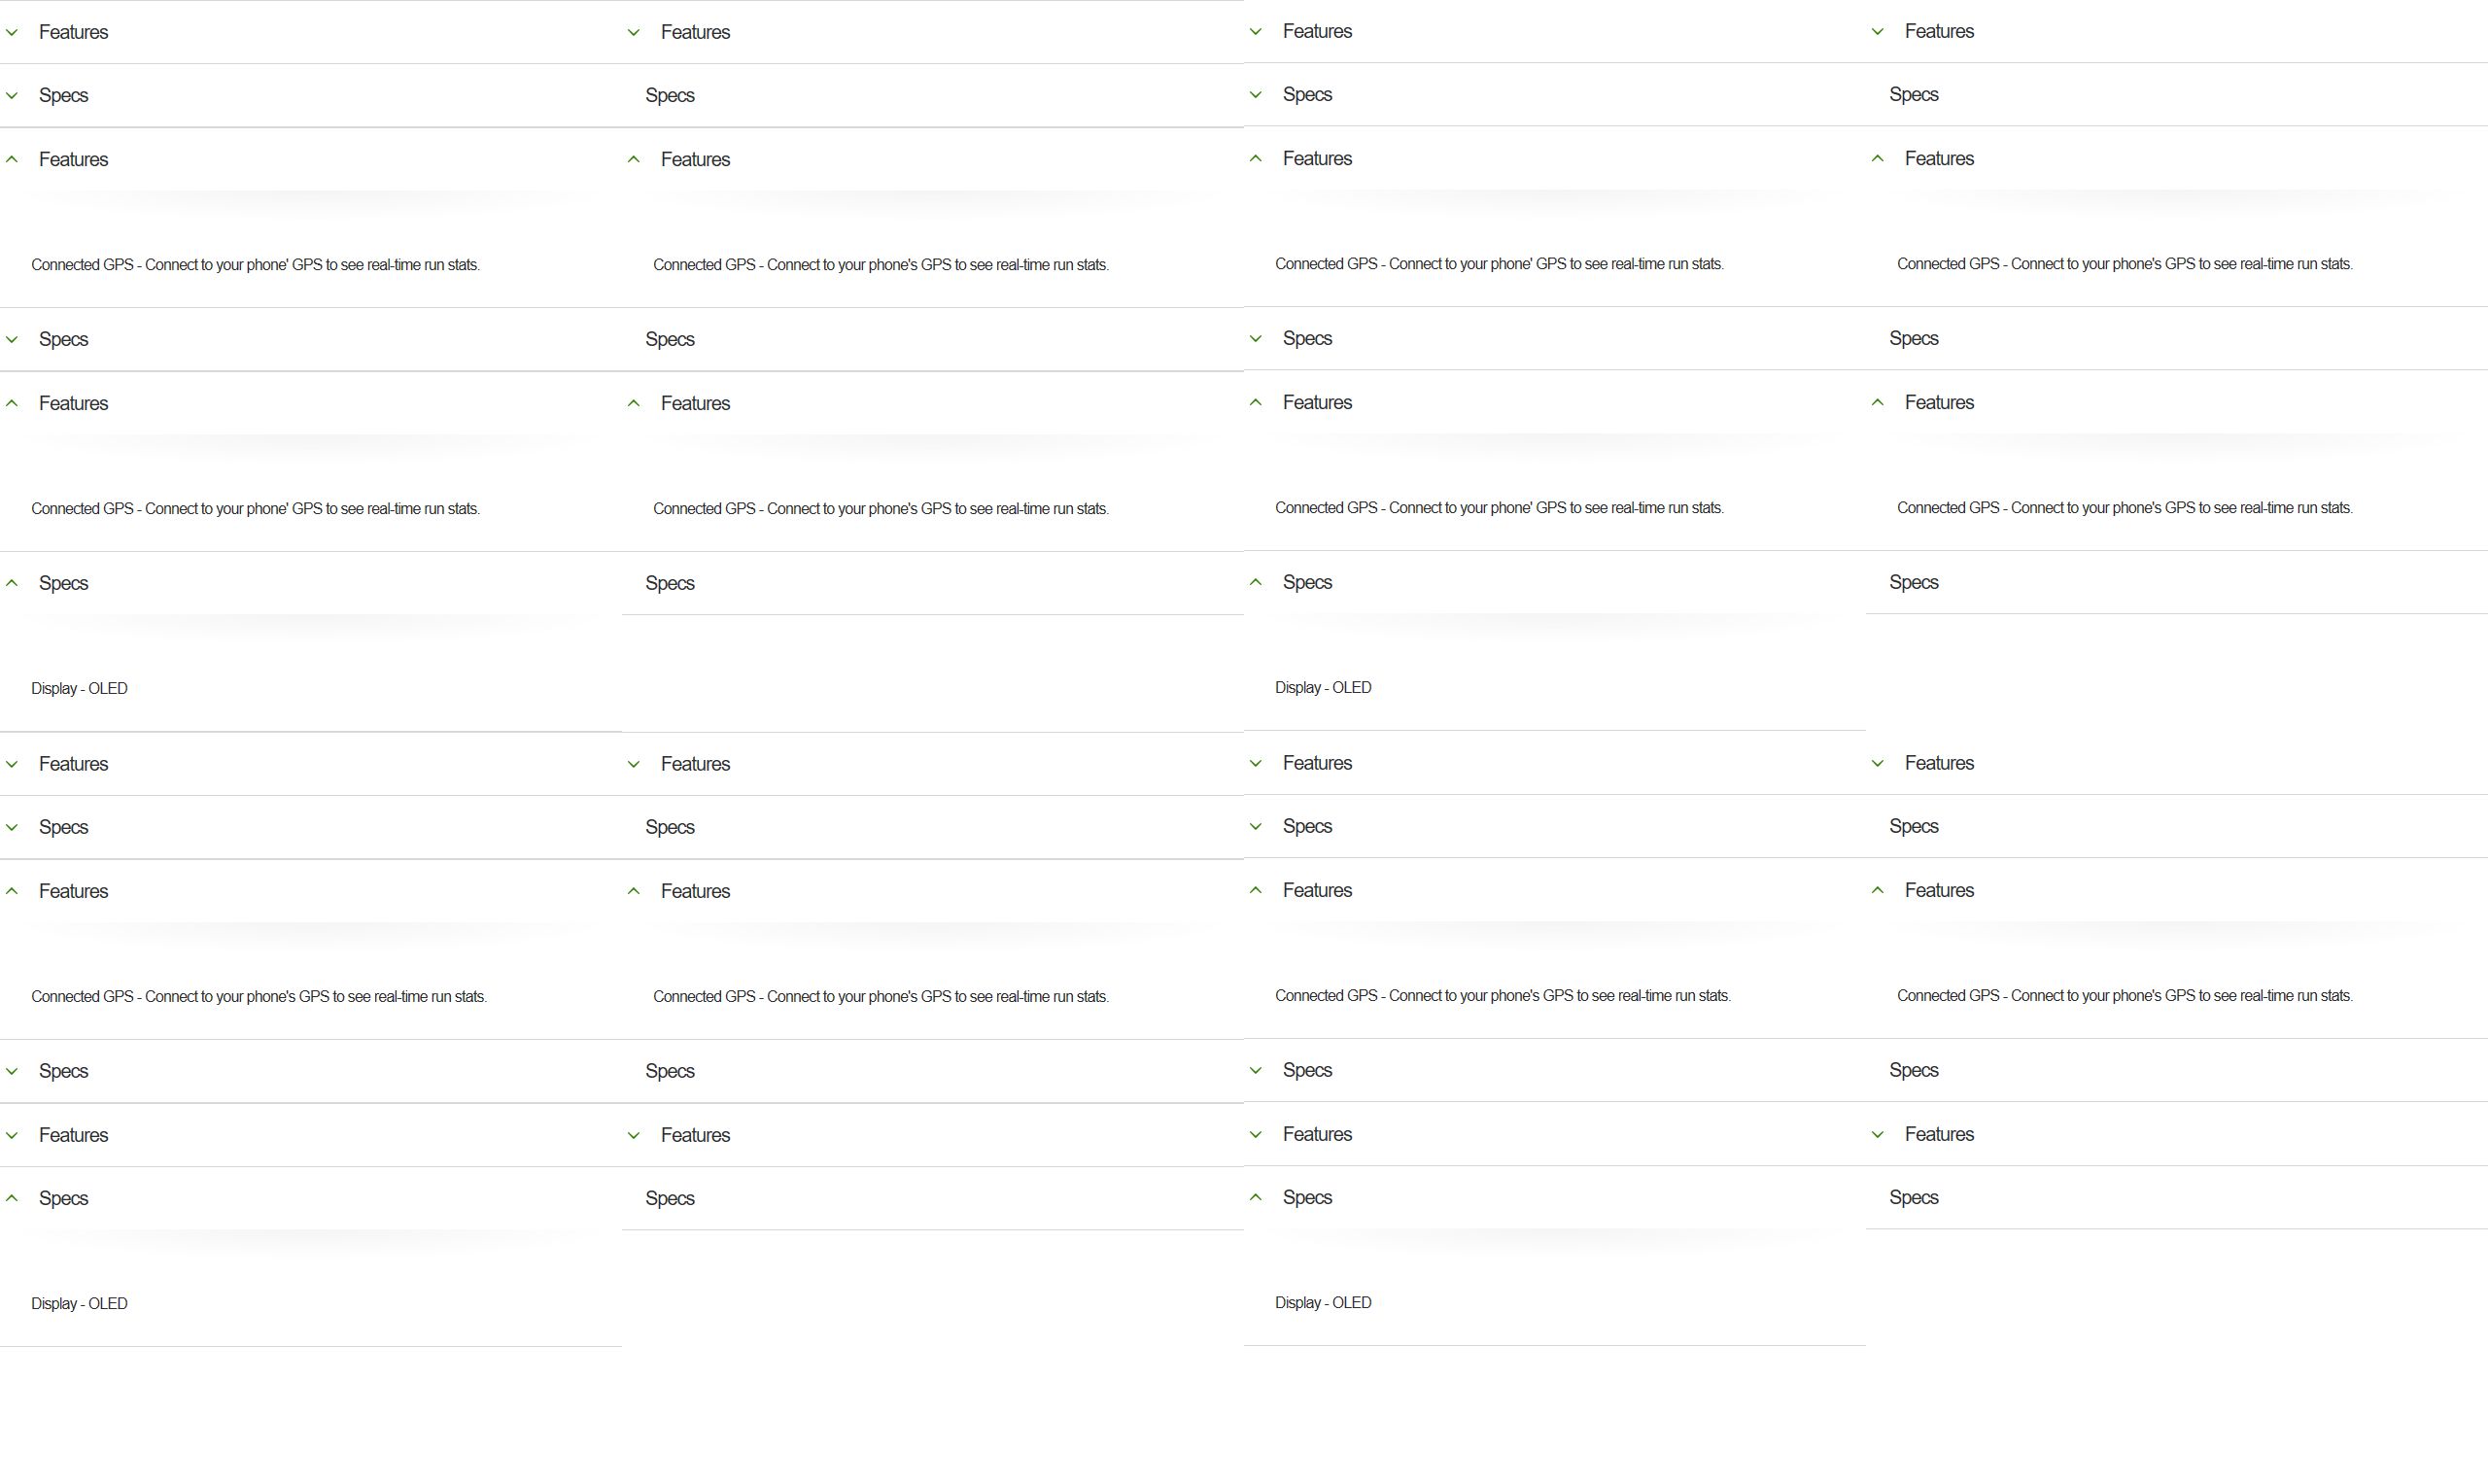 Features Features Features Features
Specs Specs Specs Specs
Features Features Features Features
Connected GPS - Connect to your phone' GPS to see real-time run stats. Connected GPS - Connect to your phone's GPS to see real-time run stats. Connected GPS - Connect to your phone' GPS to see real-time run stats. Connected GPS - Connect to your phone's GPS to see real-time run stats.
Specs Specs Specs Specs
Features Features Features Features
Connected GPS - Connect to your phone' GPS to see real-time run stats. Connected GPS - Connect to your phone's GPS to see real-time run stats. Connected GPS - Connect to your phone' GPS to see real-time run stats. Connected GPS - Connect to your phone's GPS to see real-time run stats.
Specs Specs Specs Specs
Display - OLED Display - OLED
Features Features Features Features
Specs Specs Specs Specs
Features Features Features Features
Connected GPS - Connect to your phone's GPS to see real-time run stats. Connected GPS - Connect to your phone's GPS to see real-time run stats. Connected GPS - Connect to your phone's GPS to see real-time run stats. Connected GPS - Connect to your phone's GPS to see real-time run stats.
Specs Specs Specs Specs
Features Features Features Features
Specs Specs Specs Specs
Display - OLED Display - OLED